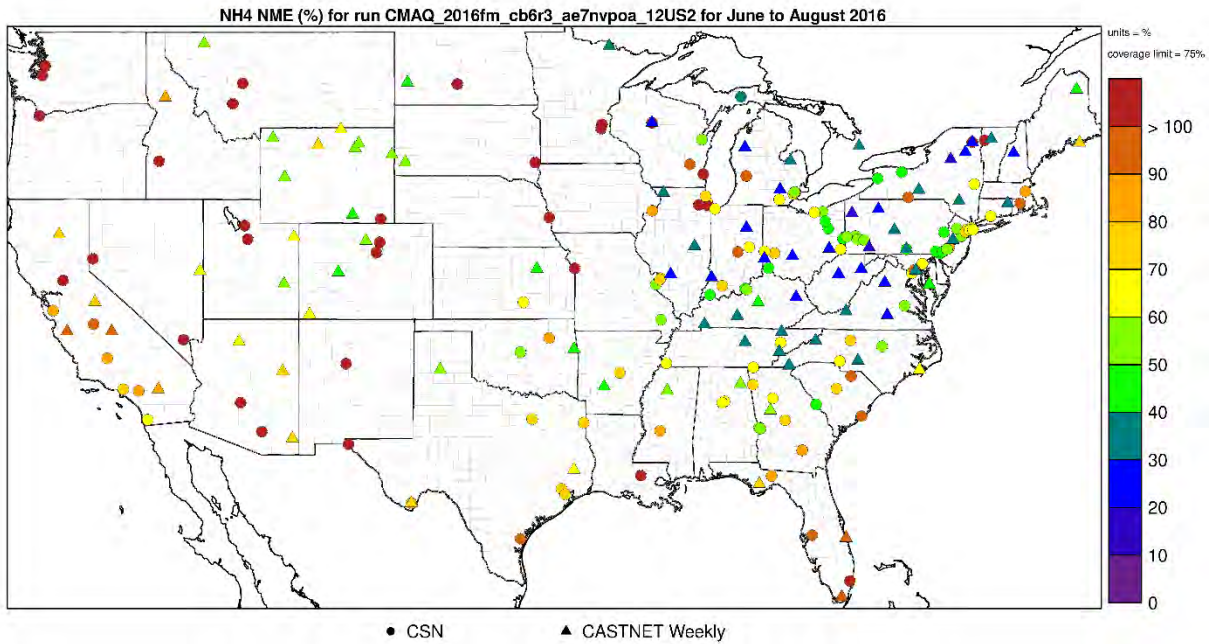 NH4 NME (%) for run CMAQ_2016fm_cb6r3_ae7nvpoa_12US2 for June to August 2016
units = %
coverage limit = 75%
> 100
90
80
70
60
50
40
30
20
10
0
● CSN ▲ CASTNET Weekly